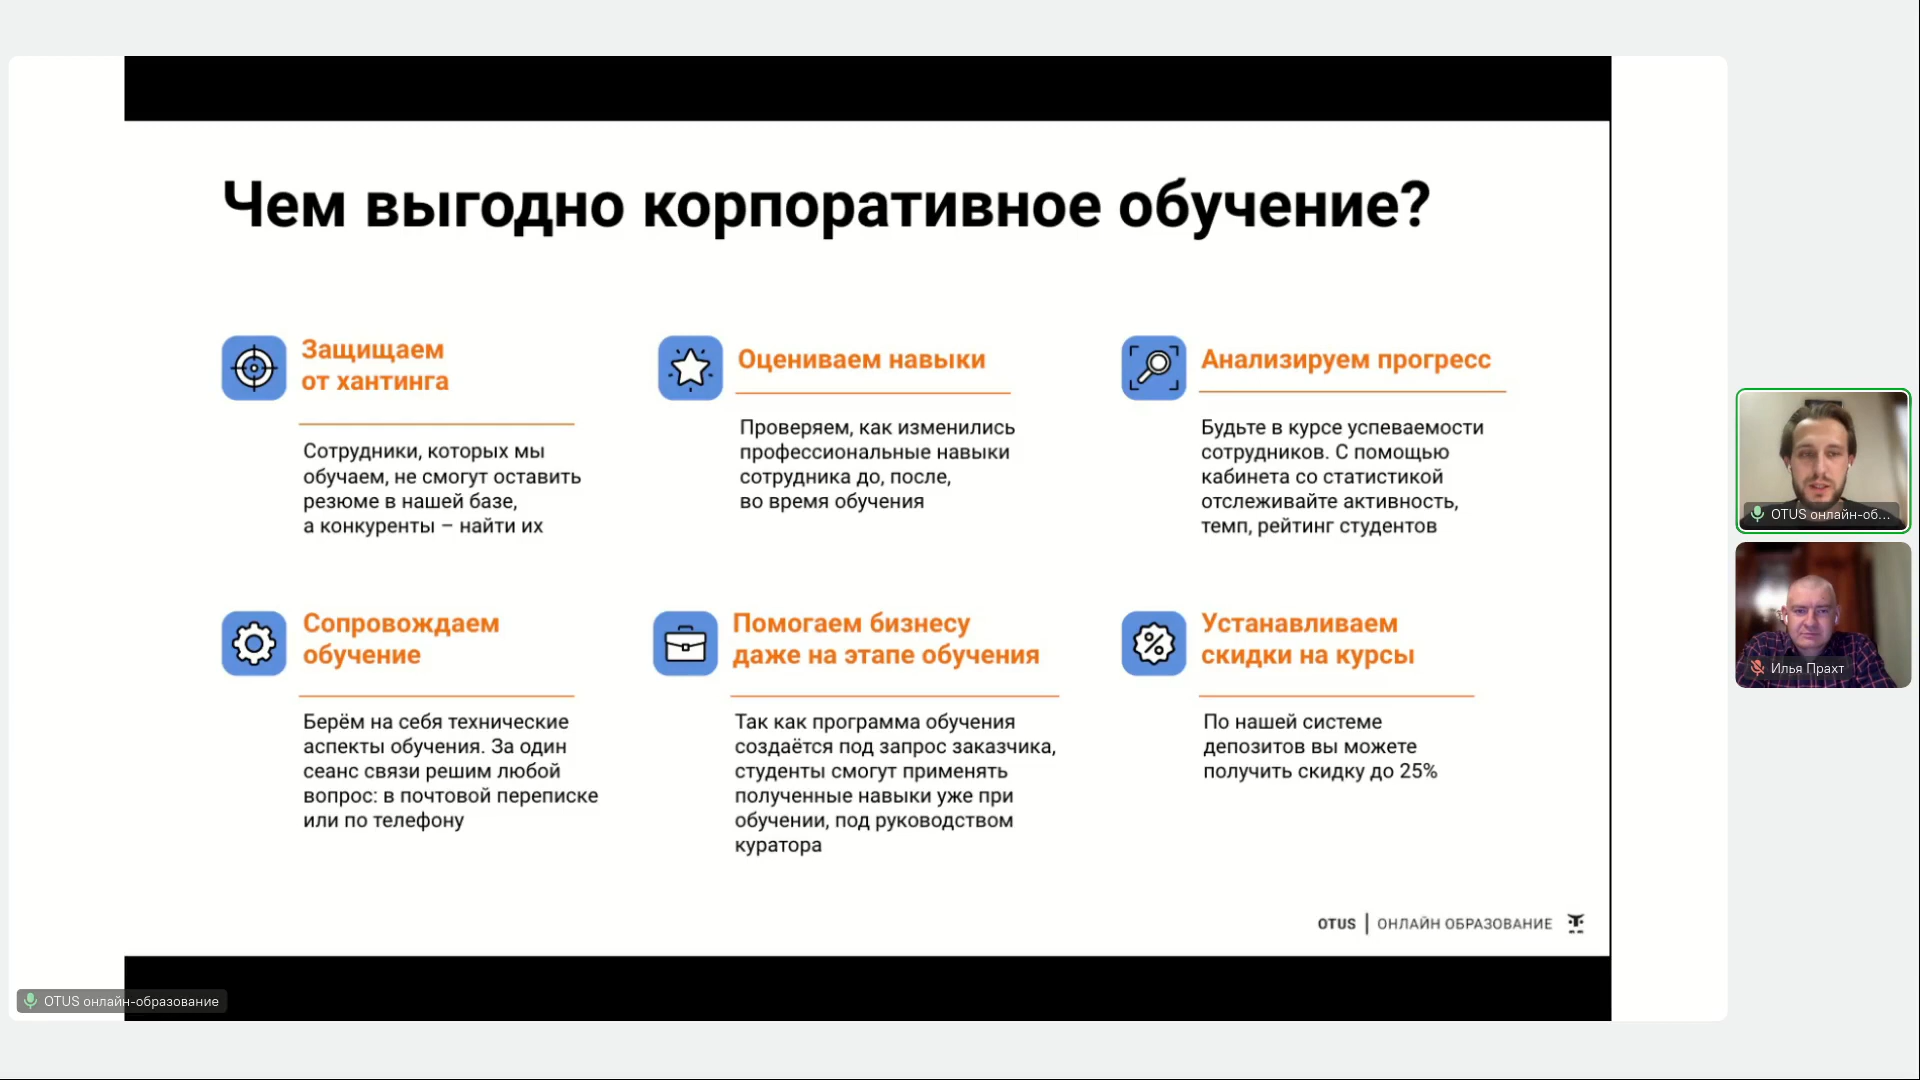 Чем выгодно корпоративное обучение?
Защищаем
от хантинга
Сотрудники, которых мы
обучаем, не смогут оставить
резюме в нашей базе,
а конкуренты – найти их
Оцениваем навыки
Проверяем, как изменились
профессиональные навыки
сотрудника до, после,
во время обучения
Анализируем прогресс
Будьте в курсе успеваемости
сотрудников. С помощью
кабинета со статистикой
отслеживайте активность,
темп, рейтинг студентов
Сопровождаем
обучение
Берём на себя технические
аспекты обучения. За один
сеанс связи решим любой
вопрос: в почтовой переписке
или по телефону
Помогаем бизнесу
даже на этапе обучения
Так как программа обучения
создаётся под запрос заказчика,
студенты смогут применять
полученные навыки уже при
обучении, под руководством
куратора
Устанавливаем
скидки на курсы
По нашей системе
депозитов вы можете
получить скидку до 25%
OTUS | ОНЛАЙН ОБРАЗОВАНИЕ
OTUS онлайн-образование
OTUS онлайн-об...
Илья Прахт